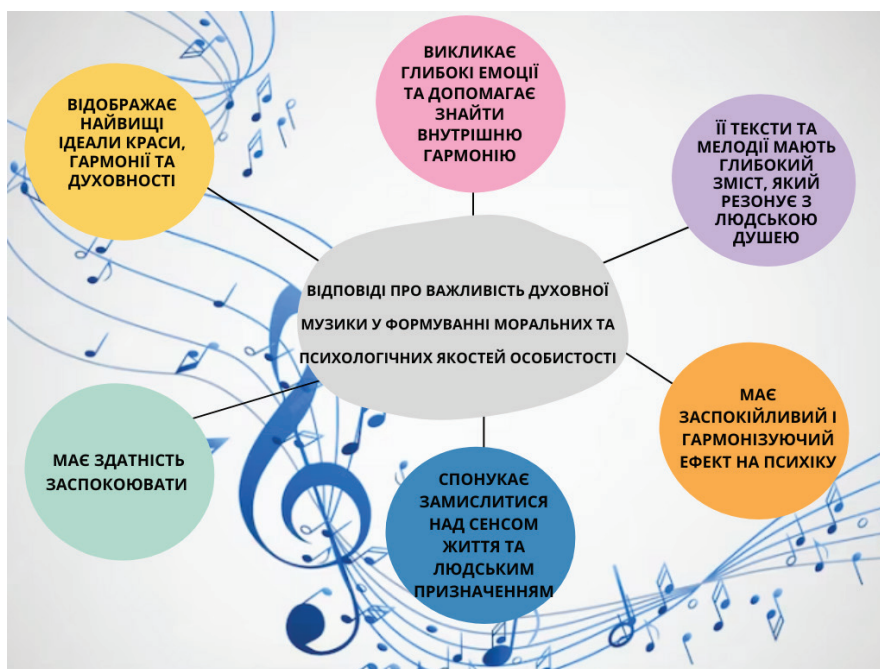 ВІДОБРАЖАЄ
НАЙВИЩІ
ІДЕАЛИ КРАСИ,
ГАРМОНІЇ ТА
ДУХОВНОСТІ
ВИКЛИКАЄ
ГЛИБОКІ ЕМОЦІЇ
ТА ДОПОМАГАЄ
ЗНАЙТИ
ВНУТРІШНЮ
ГАРМОНІЮ
ЇЇ ТЕКСТИ ТА
МЕЛОДІЇ МАЮТЬ
ГЛИБОКИЙ
ЗМІСТ, ЯКИЙ
РЕЗОНУЄ З
ЛЮДСЬКОЮ
ДУШЕЮ
ВІДПОВІДІ ПРО ВАЖЛИВІСТЬ ДУХОВНОЇ
МУЗИКИ У ФОРМУВАННІ МОРАЛЬНИХ ТА
ПСИХОЛОГІЧНИХ ЯКОСТЕЙ ОСОБИСТОСТІ
МАЄ ЗДАТНІСТЬ
ЗАСПОКОЮВАТИ
СПОНУКАЄ
ЗАМИСЛИТИСЯ
НАД СЕНСОМ
ЖИТТЯ ТА
ЛЮДСЬКИМ
ПРИЗНАЧЕННЯМ
МАЄ
ЗАСПОКІЙЛИВИЙ І
ГАРМОНІЗУЮЧИЙ
ЕФЕКТ НА ПСИХІКУ